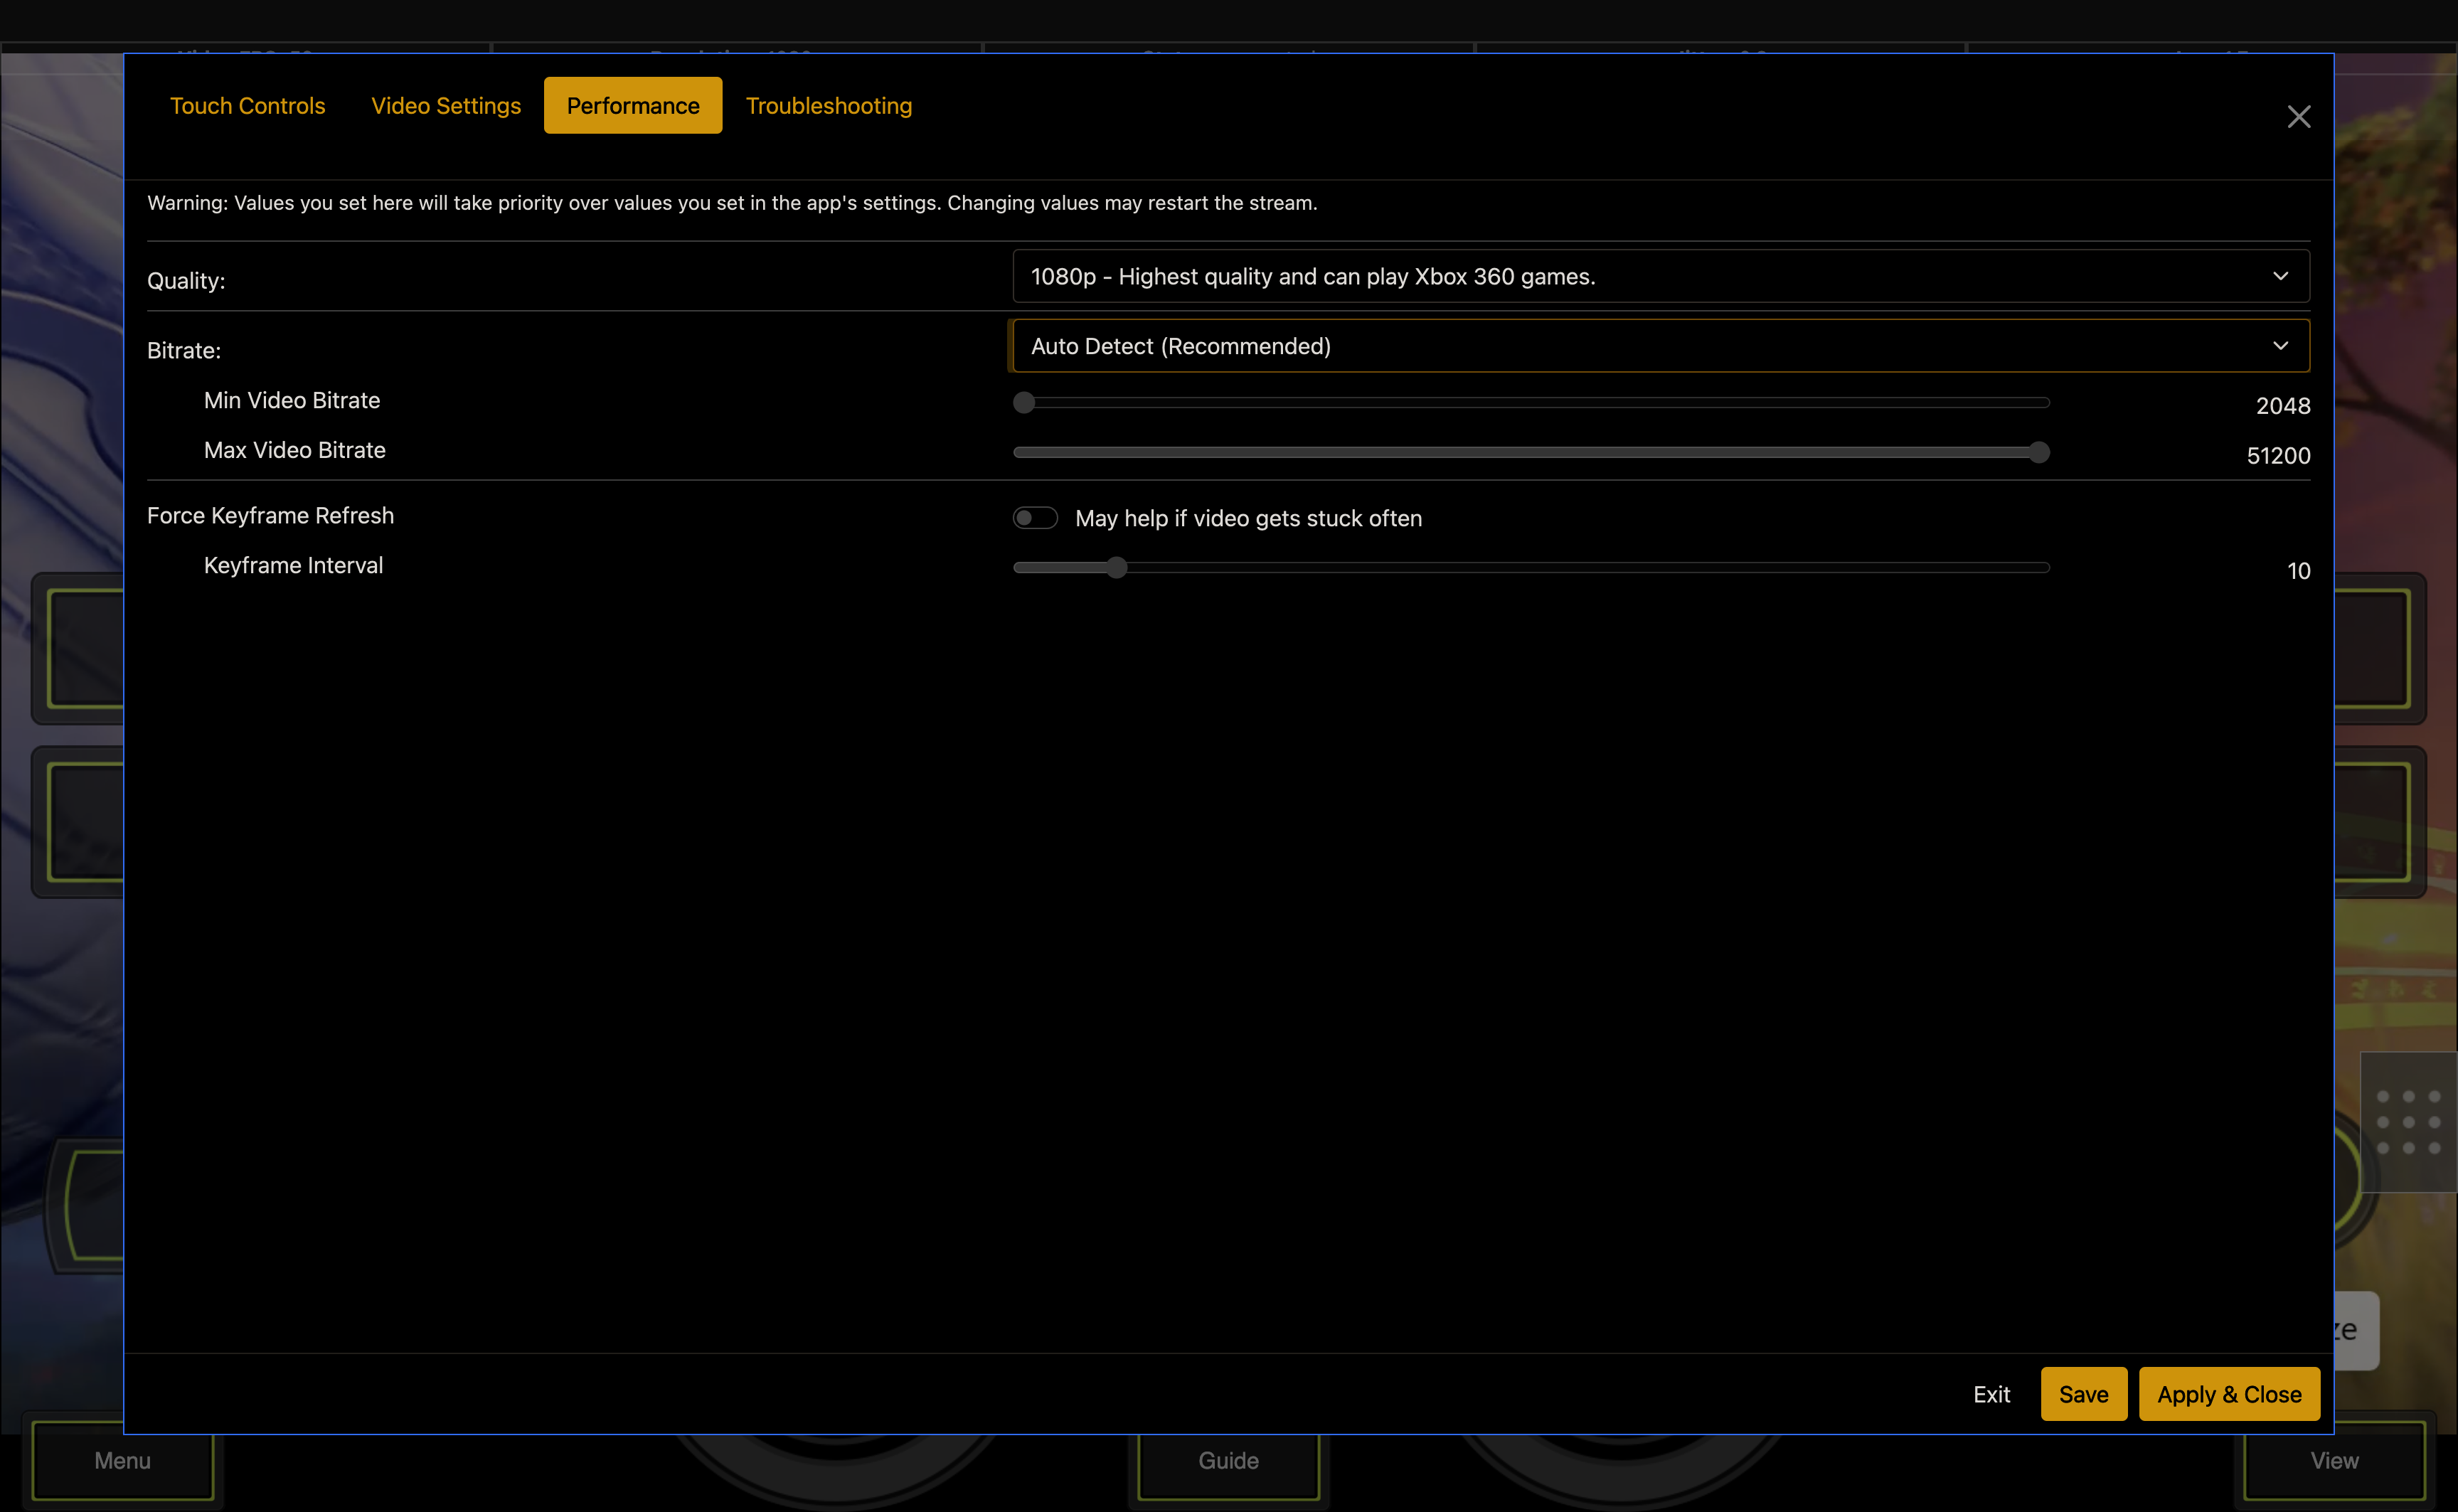 Touch Controls Video Settings Performance Troubleshooting
Warning: Values you set here will take priority over values you set in the app's settings. Changing values may restart the stream.
Quality: 1080p - Highest quality and can play Xbox 360 games.
Bitrate: Auto Detect (Recommended)
Min Video Bitrate 2048
Max Video Bitrate 51200
Force Keyframe Refresh May help if video gets stuck often
Keyframe Interval 10
ze
Exit Save Apply & Close
Menu Guide View